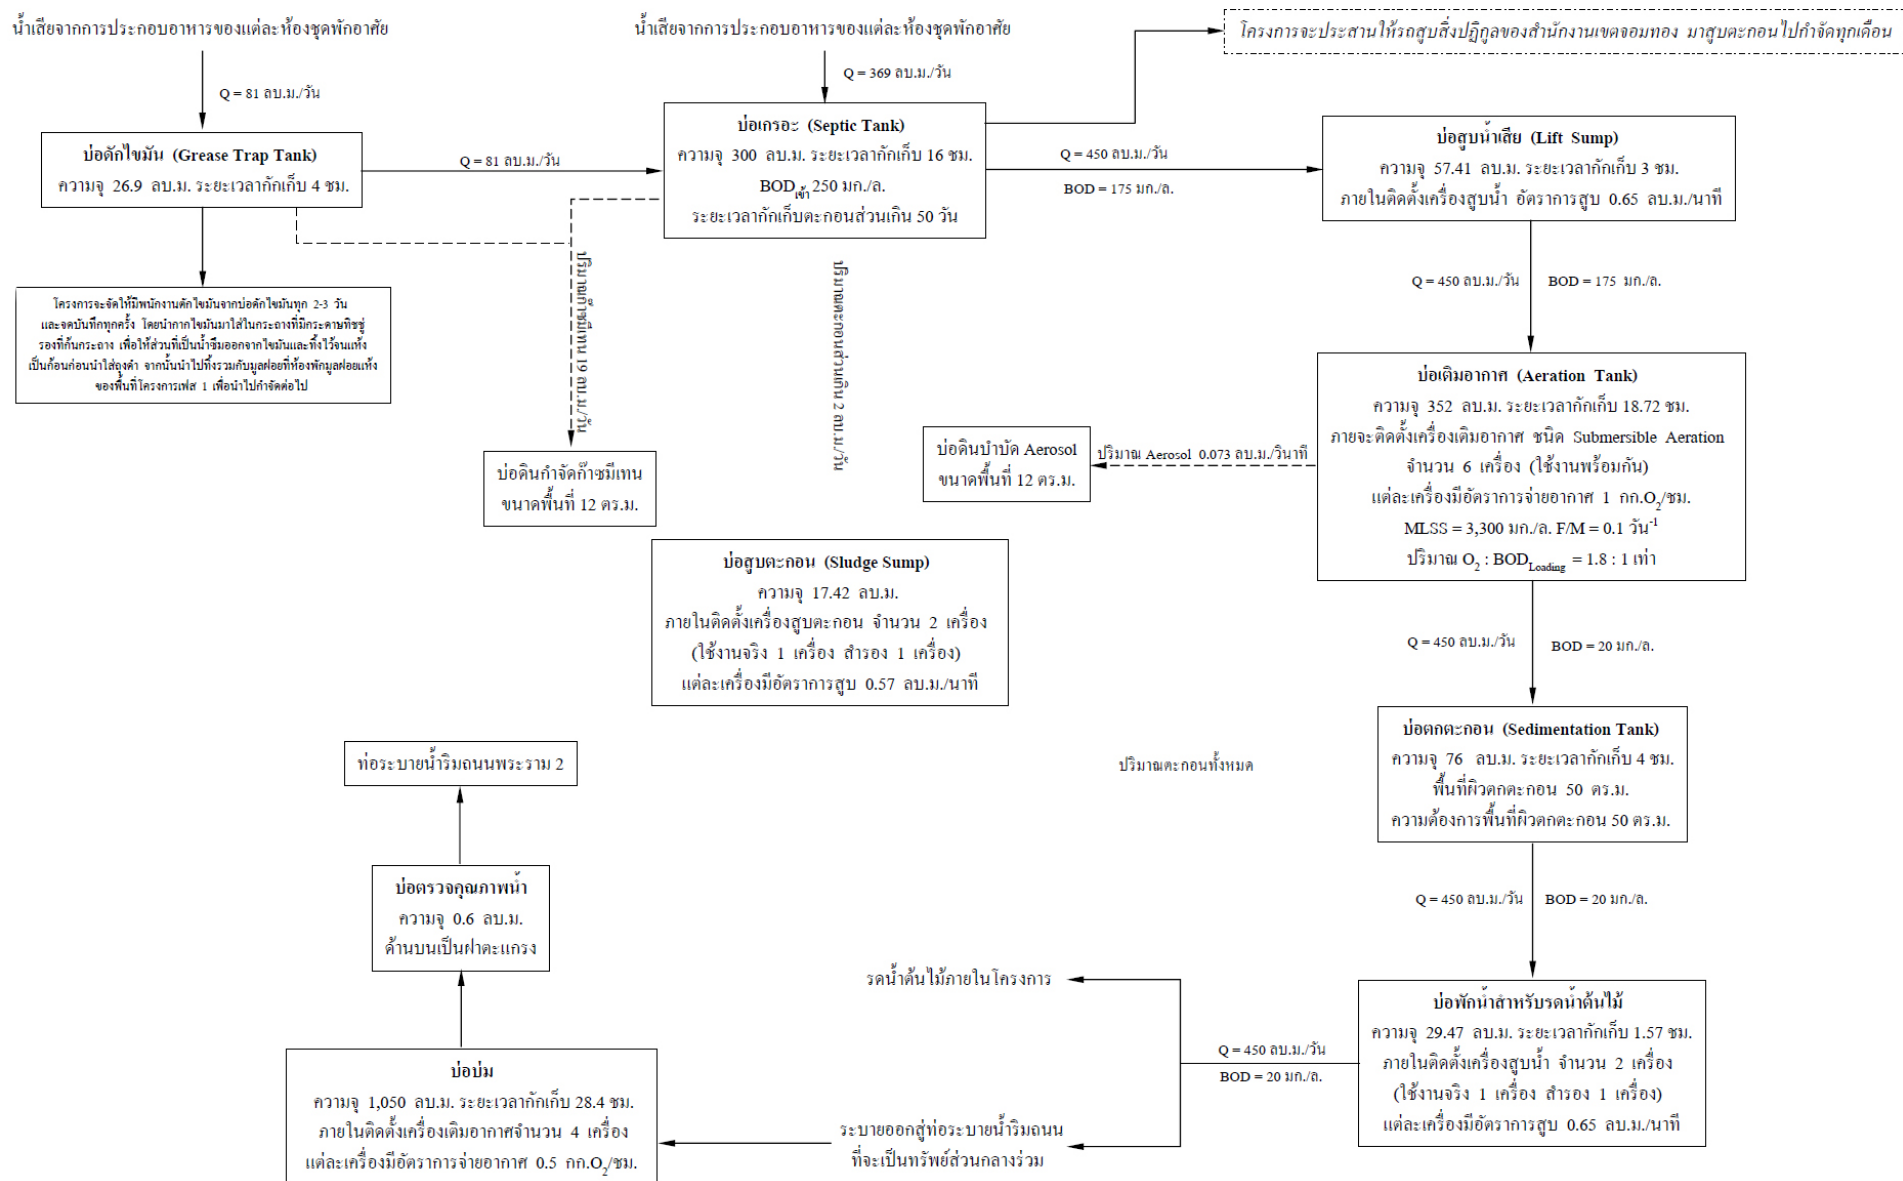 น้ำเสียจากการประกอบอาหารของแต่ละห้องชุดพักอาศัย
Q = 81 ลบ.ม./วัน
บ่อดักไขมัน (Grease Trap Tank)
ความจุ 26.9 ลบ.ม. ระยะเวลากักเก็บ 4 ชม.
Q = 81 ลบ.ม./วัน
โครงการจะจัดให้มีพนักงานตักไขมันจากบ่อดักไขมันทุก 2-3 วัน
และจดบันทึกทุกครั้ง โดยนำกากไขมันมาใส่ในกระถางที่มีกระดาษทิชชู่
รองที่ก้นกระถาง เพื่อให้ส่วนที่เป็นน้ำซึมออกจากไขมันและทิ้งไว้จนแห้ง
เป็นก้อนก่อนนำใส่ถุงดำ จากนั้นนำไปทิ้งรวมกับมูลฝอยที่ห้องพักมูลฝอยแห้ง
ของพื้นที่โครงการเฟส 1 เพื่อนำไปกำจัดต่อไป
น้ำเสียจากการประกอบอาหารของแต่ละห้องชุดพักอาศัย
Q = 369 ลบ.ม./วัน
บ่อเกรอะ (Septic Tank)
ความจุ 300 ลบ.ม. ระยะเวลากักเก็บ 16 ชม.
BODเข้า 250 มก./ล.
ระยะเวลากักเก็บตะกอนส่วนเกิน 50 วัน
โครงการจะประสานให้รถสูบสิ่งปฏิกูลของสำนักงานเขตจอมทอง มาสูบตะกอนไปกำจัดทุกเดือน
Q = 450 ลบ.ม./วัน
BOD = 175 มก./ล.
บ่อสูบน้ำเสีย (Lift Sump)
ความจุ 57.41 ลบ.ม. ระยะเวลากักเก็บ 3 ชม.
ภายในติดตั้งเครื่องสูบน้ำ อัตราการสูบ 0.65 ลบ.ม./นาที
Q = 450 ลบ.ม./วัน
BOD = 175 มก./ล.
ปริมาณก๊าซมีเทน 19 ลบ.ม./วัน
ปริมาณตะกอนส่วนเกิน 2 ลบ.ม./วัน
บ่อดินกำจัดก๊าซมีเทน
ขนาดพื้นที่ 12 ตร.ม.
บ่อดินบำบัด Aerosol
ขนาดพื้นที่ 12 ตร.ม.
ปริมาณ Aerosol 0.073 ลบ.ม./วินาที
บ่อเติมอากาศ (Aeration Tank)
ความจุ 352 ลบ.ม. ระยะเวลากักเก็บ 18.72 ชม.
ภายจะติดตั้งเครื่องเติมอากาศ ชนิด Submersible Aeration
จำนวน 6 เครื่อง (ใช้งานพร้อมกัน)
แต่ละเครื่องมีอัตราการจ่ายอากาศ 1 กก.O2/ชม.
MLSS = 3,300 มก./ล. F/M = 0.1 วัน-1
ปริมาณ O2 : BODLoading = 1.8 : 1 เท่า
บ่อสูบตะกอน (Sludge Sump)
ความจุ 17.42 ลบ.ม.
ภายในติดตั้งเครื่องสูบตะกอน จำนวน 2 เครื่อง
(ใช้งานจริง 1 เครื่อง สำรอง 1 เครื่อง)
แต่ละเครื่องมีอัตราการสูบ 0.57 ลบ.ม./นาที
Q = 450 ลบ.ม./วัน
BOD = 20 มก./ล.
บ่อตกตะกอน (Sedimentation Tank)
ความจุ 76 ลบ.ม. ระยะเวลากักเก็บ 4 ชม.
พื้นที่ผิวตกตะกอน 50 ตร.ม.
ความต้องการพื้นที่ผิวตกตะกอน 50 ตร.ม.
ปริมาณตะกอนทั้งหมด
Q = 450 ลบ.ม./วัน
BOD = 20 มก./ล.
บ่อพักน้ำสำหรับรดน้ำต้นไม้
ความจุ 29.47 ลบ.ม. ระยะเวลากักเก็บ 1.57 ชม.
ภายในติดตั้งเครื่องสูบน้ำ จำนวน 2 เครื่อง
(ใช้งานจริง 1 เครื่อง สำรอง 1 เครื่อง)
แต่ละเครื่องมีอัตราการสูบ 0.65 ลบ.ม./นาที
Q = 450 ลบ.ม./วัน
BOD = 20 มก./ล.
รดน้ำต้นไม้ภายในโครงการ
ระบายออกสู่ท่อระบายน้ำริมถนน
ที่จะเป็นทรัพย์ส่วนกลางร่วม
บ่อบ่ม
ความจุ 1,050 ลบ.ม. ระยะเวลากักเก็บ 28.4 ชม.
ภายในติดตั้งเครื่องเติมอากาศจำนวน 4 เครื่อง
แต่ละเครื่องมีอัตราการจ่ายอากาศ 0.5 กก.O2/ชม.
บ่อตรวจคุณภาพน้ำ
ความจุ 0.6 ลบ.ม.
ด้านบนเป็นฝาตะแกรง
ท่อระบายน้ำริมถนนพระราม 2